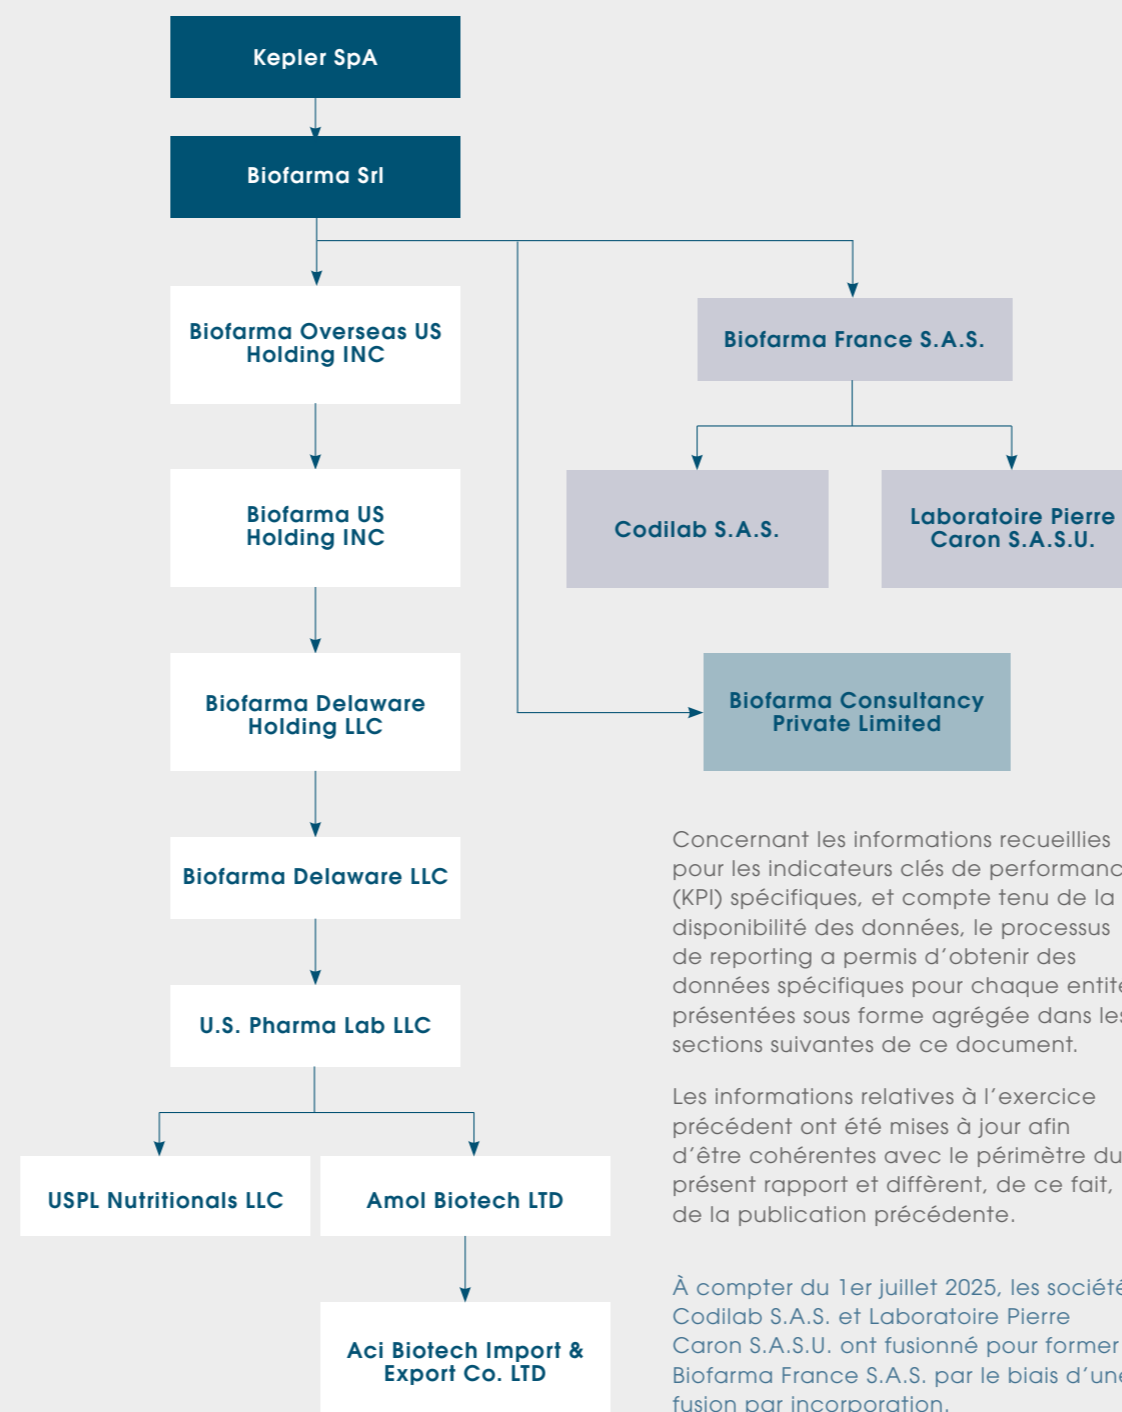 Kepler SpA
Biofarma Srl
Biofarma Overseas US
Holding INC
Biofarma France S.A.S.
Biofarma US
Holding INC
Codilab S.A.S.
Laboratoire Pierre
Caron S.A.S.U.
Biofarma Delaware
Holding LLC
Biofarma Consultancy
Private Limited
Biofarma Delaware LLC
U.S. Pharma Lab LLC
USPL Nutritionals LLC
Amol Biotech LTD
Aci Biotech Import &
Export Co. LTD
Concernant les informations recueillies
pour les indicateurs clés de performanc
(KPI) spécifiques, et compte tenu de la
disponibilité des données, le processus
de reporting a permis d’obtenir des
données spécifiques pour chaque entité
présentées sous forme agrégée dans les
sections suivantes de ce document.
Les informations relatives à l’exercice
précédent ont été mises à jour afin
d’être cohérentes avec le périmètre du
présent rapport et diffèrent, de ce fait,
de la publication précédente.
À compter du 1er juillet 2025, les société
Codilab S.A.S. et Laboratoire Pierre
Caron S.A.S.U. ont fusionné pour former
Biofarma France S.A.S. par le biais d’une
fusion par incorporation.